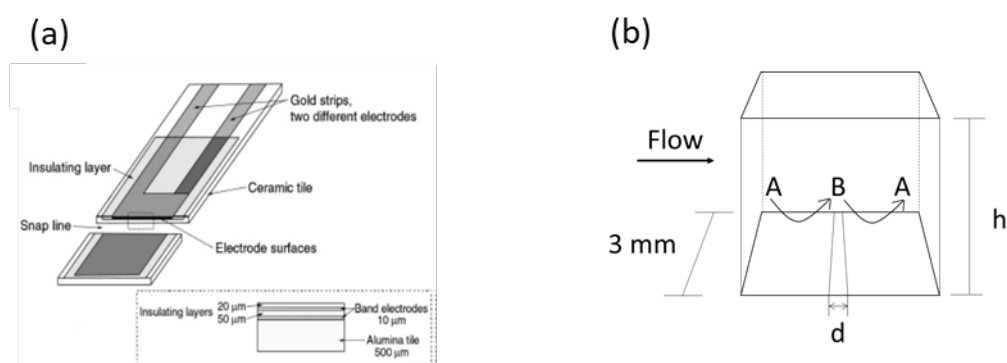 (a)
Gold strips,
two different electrodes
Insulating layer
Ceramic tile
Snap line
Electrode surfaces
Insulating layers
20 μm
50 μm
Band electrodes
10 μm
Alumina tile
500 μm
(b)
Flow
A B A
3 mm
h
d